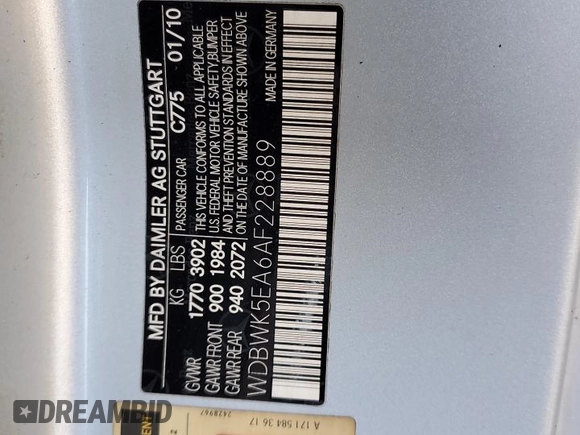 MFD BY DAIMLER AG STUTTGART
KG LBS PASSENGER CAR C775 01/10
GVWR 1770 3902 THIS VEHICLE CONFORMS TO ALL APPLICABLE
GAWR FRONT 900 1984 U.S. FEDERAL MOTOR VEHICLE SAFETY,BUMPER
GAWR REAR 940 2072 AND THEFT PREVENTION STANDARDS IN EFFECT
ON THE DATE OF MANUFACTURE SHOWN ABOVE
WDBWK5EA6AF228889 MADE IN GERMANY
A 171 584 36 17
2428967
DREAMBID